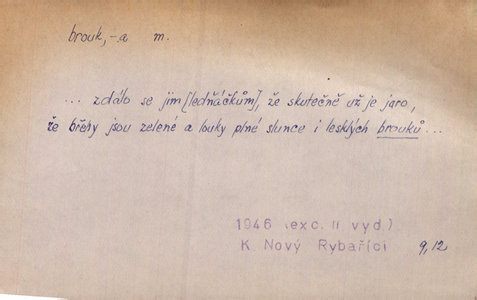 brouk, -a m.
... zdálo se jim [ledňáčkům], že skutečně už je jaro,
že břehy jsou zelené a louky plné slunce i lesklých brouků ...
1946 (exc. II vyd.)
K. Nový Rybaříci 9,12